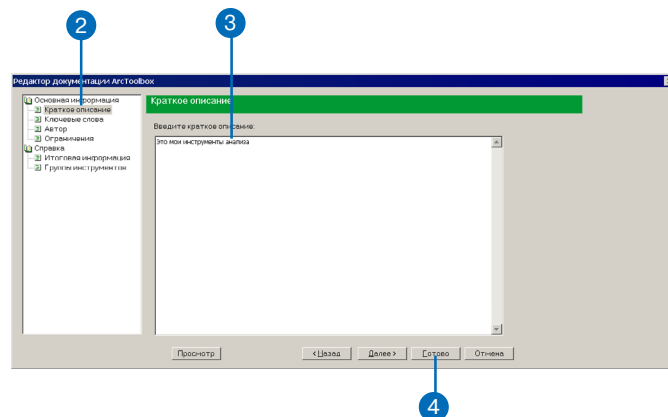 2
3
Редактор документации ArcToolbox
Основная информация
Краткое описание
Ключевые слова
Автор
Ограничения
Справка
Итоговая информация
Группы инструментов
Краткое описание
Введите краткое описание:
Это мои инструменты анализа
Просмотр
< Назад
Далее >
Готово
Отмена
4